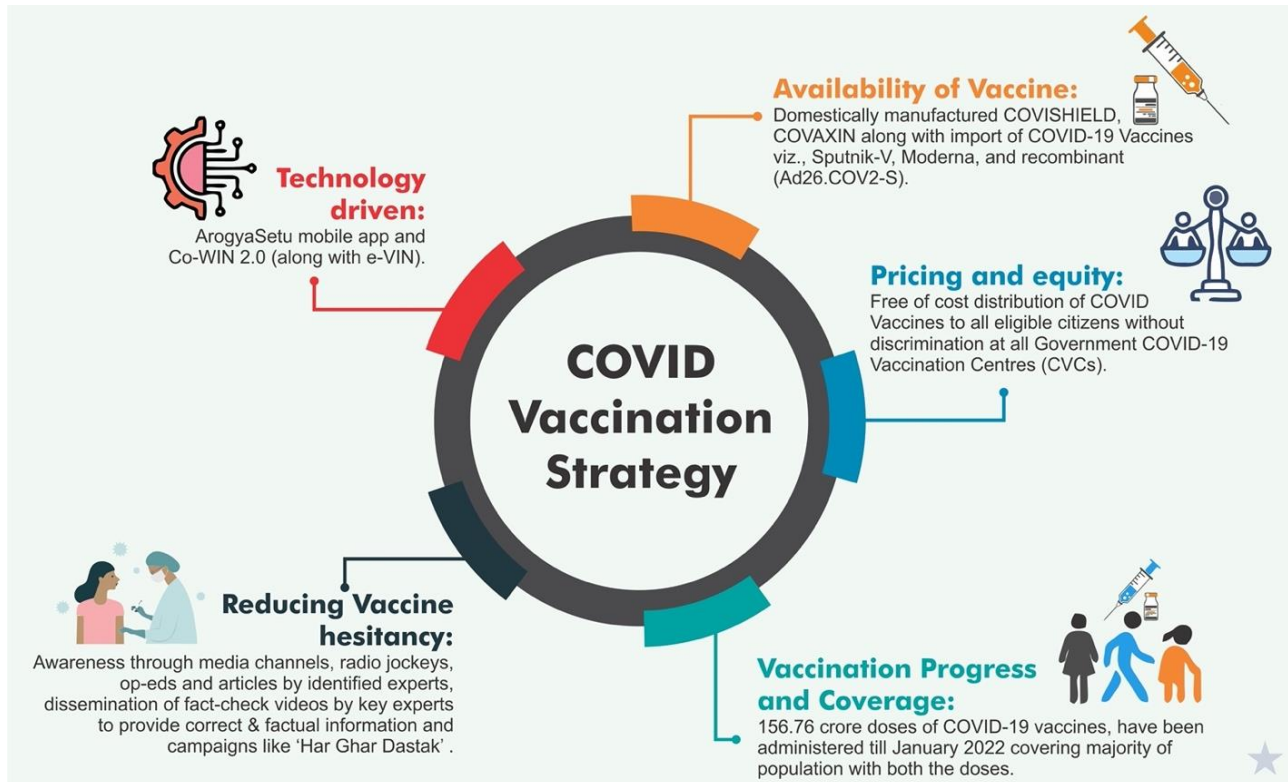 COVID
Vaccination
Strategy
Availability of Vaccine:
Domestically manufactured COVISHIELD,
COVAXIN along with import of COVID-19 Vaccines
viz., Sputnik-V, Moderna, and recombinant
(Ad26.COV2-S).
Pricing and equity:
Free of cost distribution of COVID
Vaccines to all eligible citizens without
discrimination at all Government COVID-19
Vaccination Centres (CVCs).
Vaccination Progress
and Coverage:
156.76 crore doses of COVID-19 vaccines, have been
administered till January 2022 covering majority of
population with both the doses.
Reducing Vaccine
hesitancy:
Awareness through media channels, radio jockeys,
op-eds and articles by identified experts,
dissemination of fact-check videos by key experts
to provide correct & factual information and
campaigns like ‘Har Ghar Dastak’ .
Technology
driven:
ArogyaSetu mobile app and
Co-WIN 2.0 (along with e-VIN).